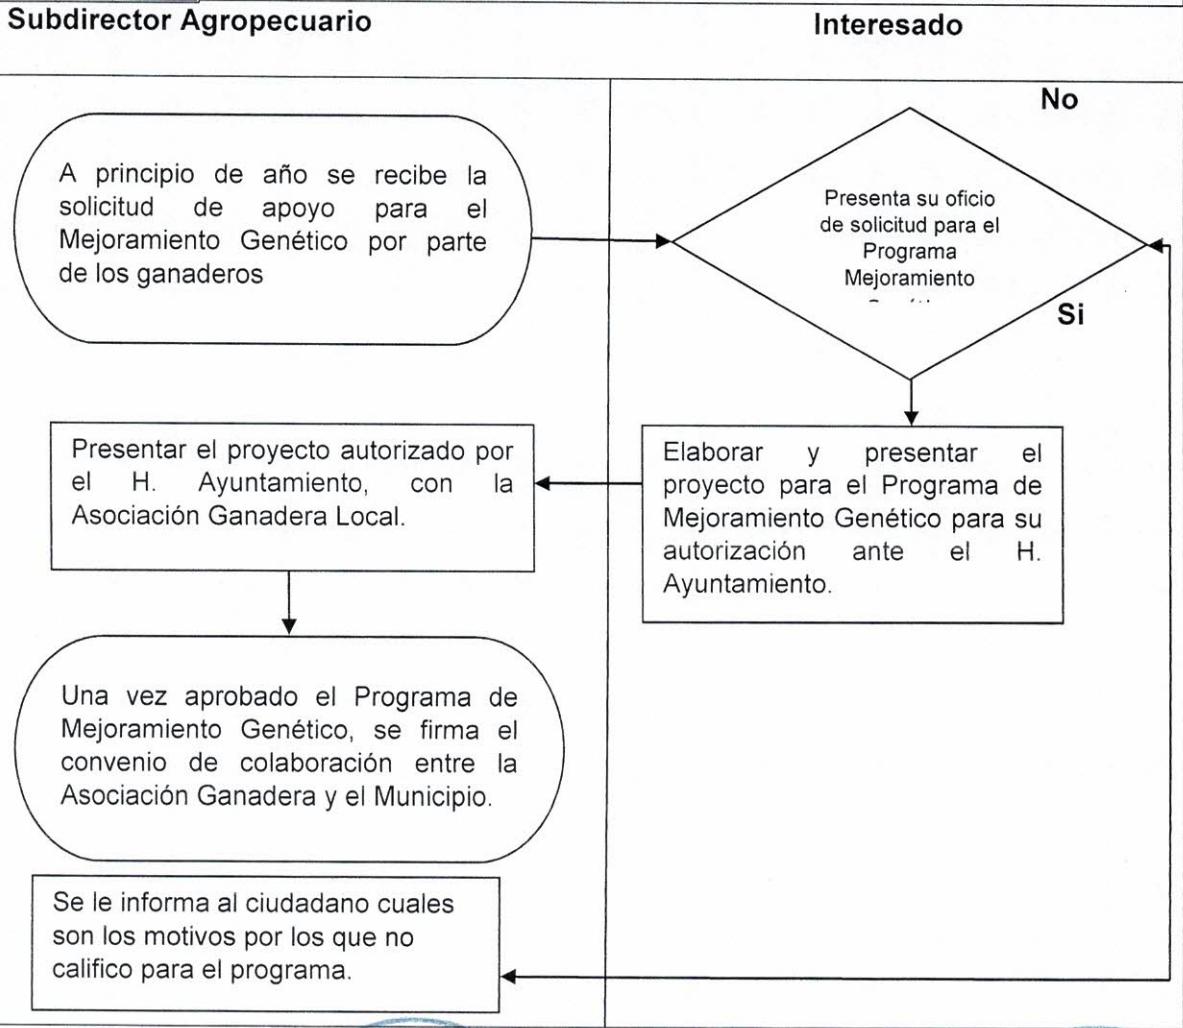 Subdirector Agropecuario
Interesado
No
A principio de año se recibe la
solicitud de apoyo para el
Mejoramiento Genético por parte
de los ganaderos
Presenta su oficio
de solicitud para el
Programa
Mejoramiento
Si
Presentar el proyecto autorizado por
el H. Ayuntamiento, con la
Asociación Ganadera Local.
Elaborar y presentar el
proyecto para el Programa de
Mejoramiento Genético para su
autorización ante el H.
Ayuntamiento.
Una vez aprobado el Programa de
Mejoramiento Genético, se firma el
convenio de colaboración entre la
Asociación Ganadera y el Municipio.
Se le informa al ciudadano cuales
son los motivos por los que no
califico para el programa.